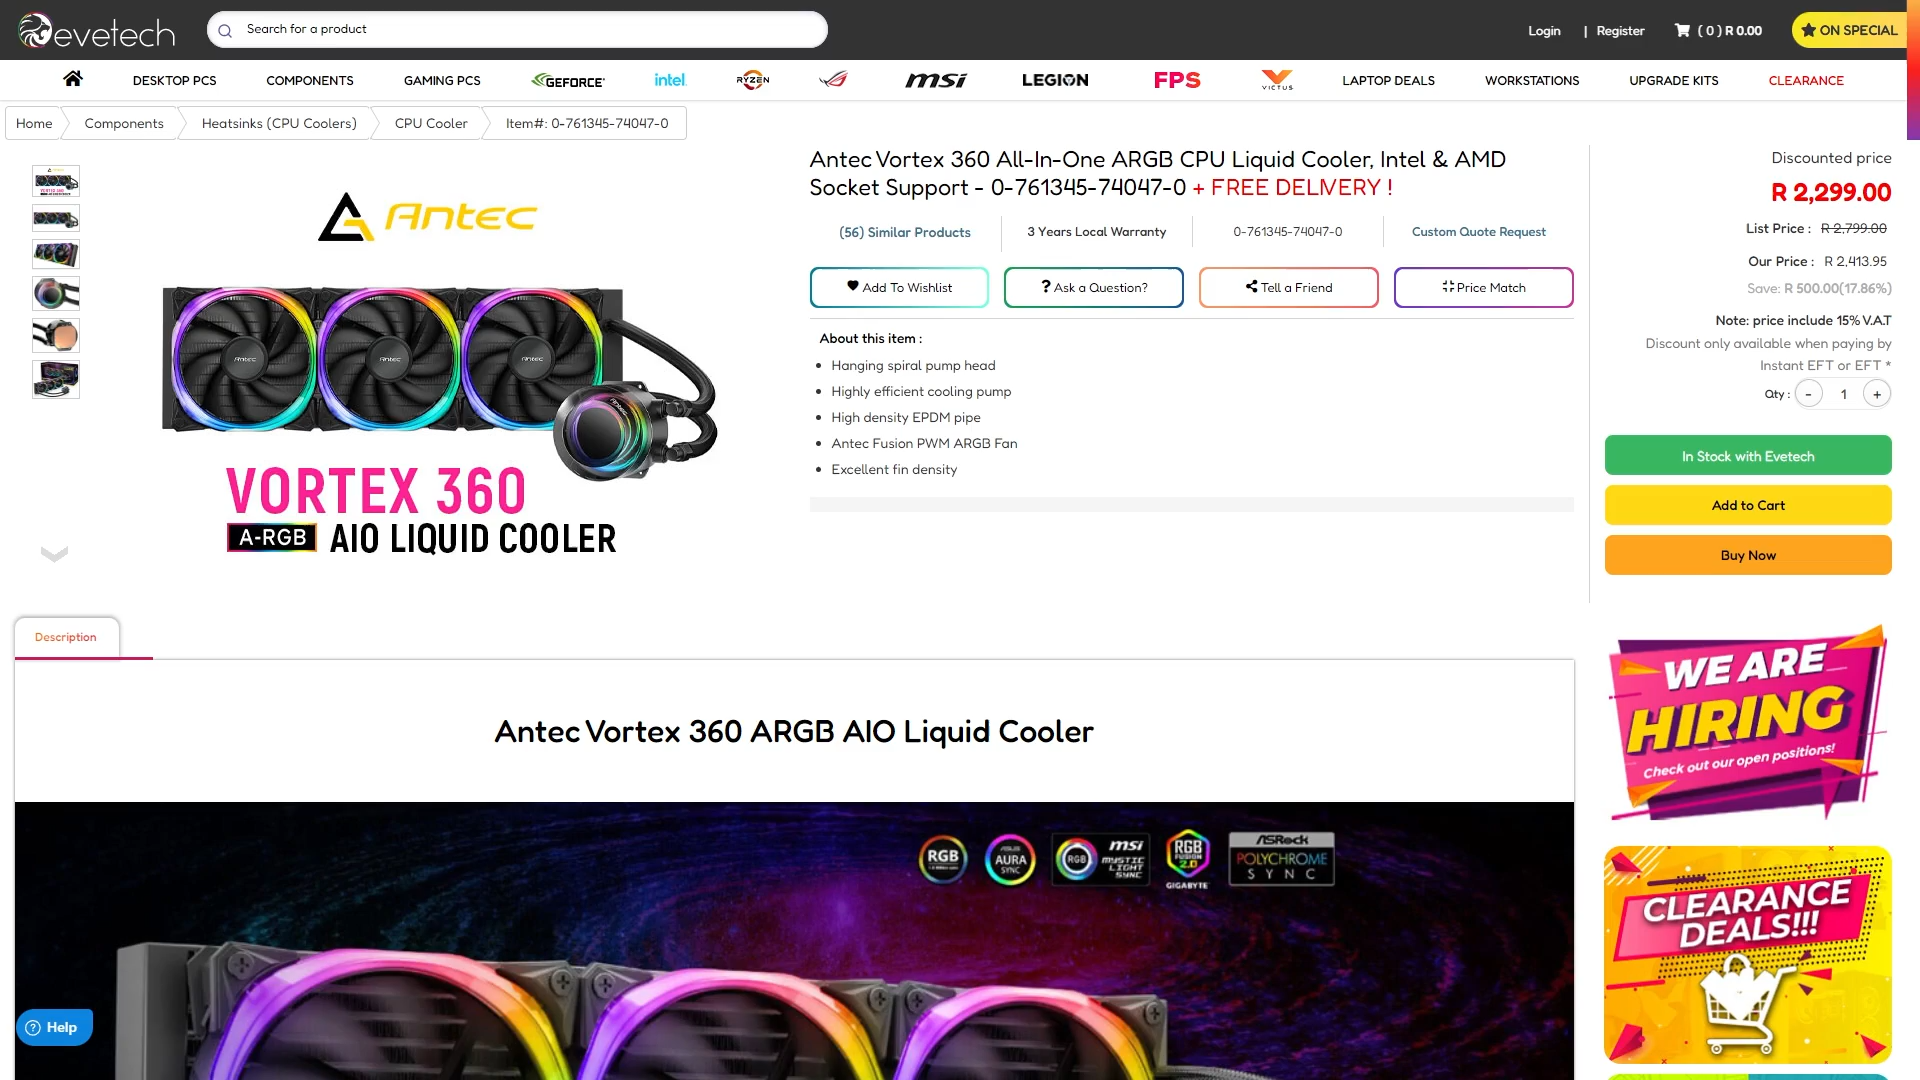 evetech
Search for a product
Login | Register
( 0 ) R 0.00
ON SPECIAL
DESKTOP PCS
COMPONENTS
GAMING PCS
GEFORCE
intel
RYZEN
msi
LEGION
FPS
VICTUS
LAPTOP DEALS
WORKSTATIONS
UPGRADE KITS
CLEARANCE
Home
Components
Heatsinks (CPU Coolers)
CPU Cooler
Item#: 0-761345-74047-0
Antec
Antec
Antec
Antec
Antec
VORTEX 360
A-RGB AIO LIQUID COOLER
Antec Vortex 360 All-In-One ARGB CPU Liquid Cooler, Intel & AMD
Socket Support - 0-761345-74047-0 + FREE DELIVERY !
(56) Similar Products
3 Years Local Warranty
0-761345-74047-0
Custom Quote Request
Add To Wishlist
? Ask a Question?
Tell a Friend
Price Match
About this item :
Hanging spiral pump head
Highly efficient cooling pump
High density EPDM pipe
Antec Fusion PWM ARGB Fan
Excellent fin density
Discounted price
R 2,299.00
List Price : R 2,799.00
Our Price : R 2,413.95
Save: R 500.00(17.86%)
Note: price include 15% V.A.T
Discount only available when paying by
Instant EFT or EFT *
Qty : - 1 +
In Stock with Evetech
Add to Cart
Buy Now
Description
Antec Vortex 360 ARGB AIO Liquid Cooler
RGB
ASUS
AURA
SYNC
RGB
msi
MYSTIC
LIGHT
SYNC
RGB
FUSION
2.0
GIGABYTE
ASRock
POLYCHROME
SYNC
WE ARE
HIRING
Check out our open positions!
CLEARANCE
DEALS!!!
? Help